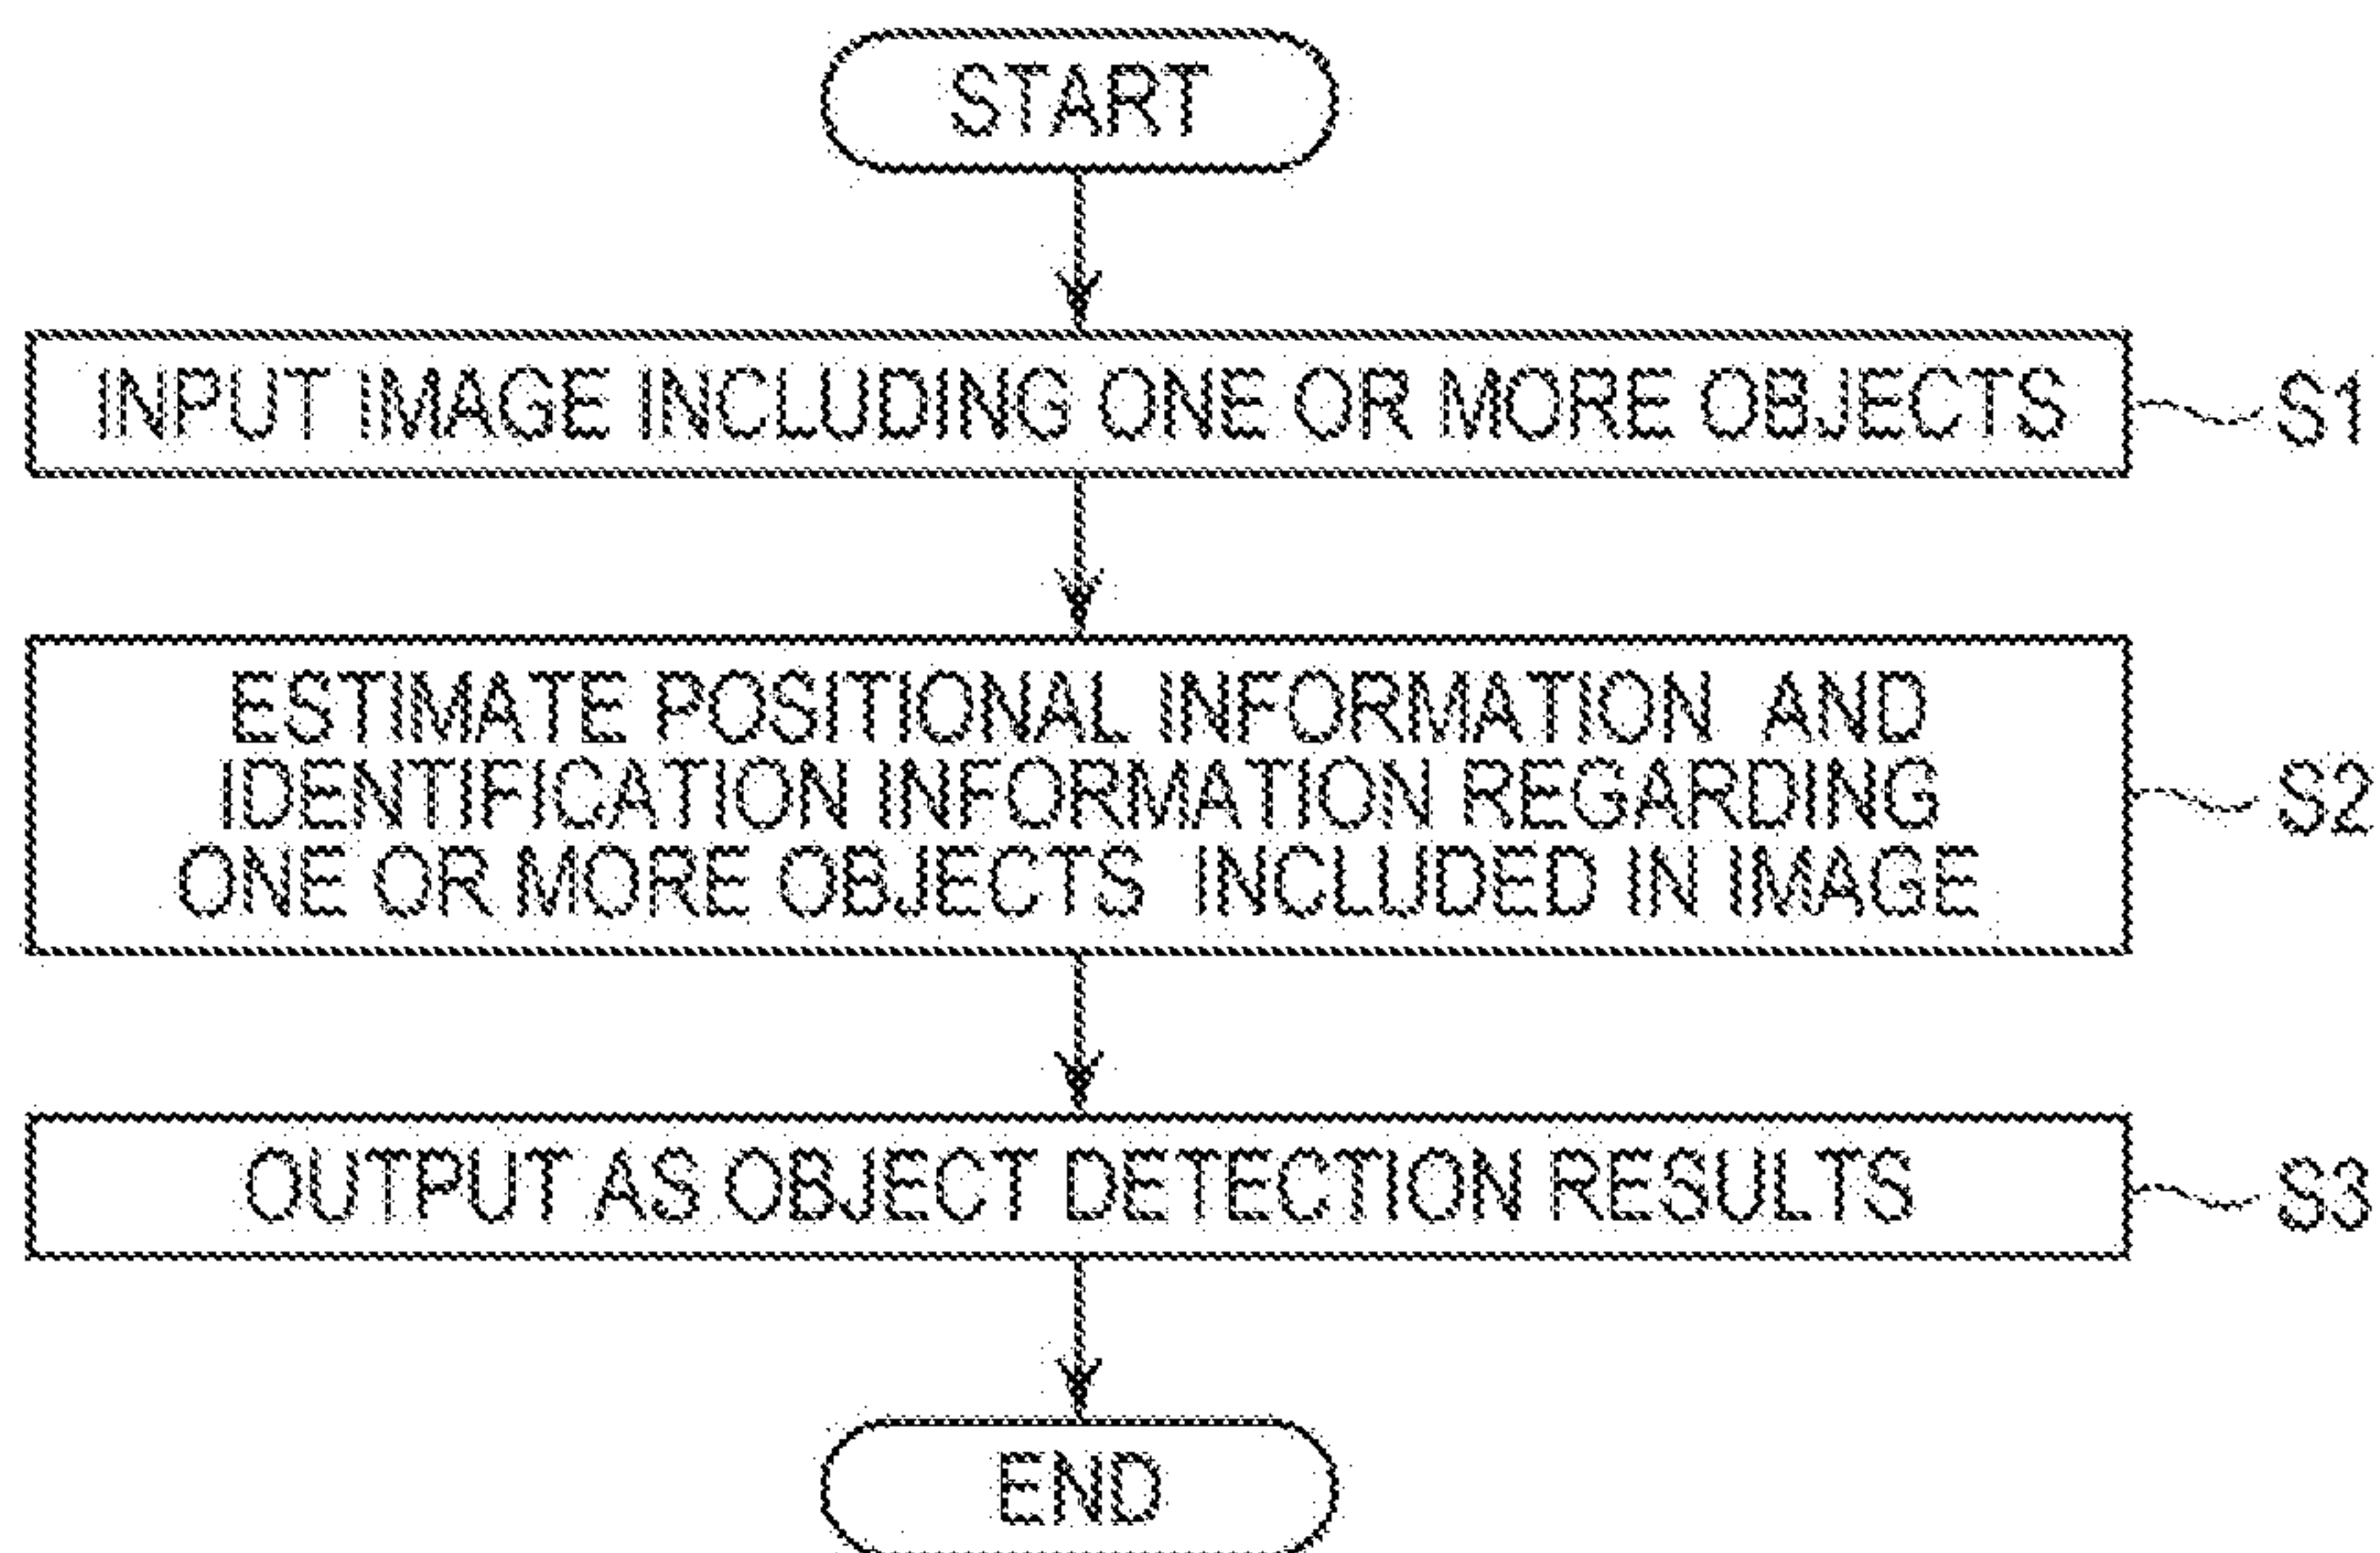 START
INPUT IMAGE INCLUDING ONE OR MORE OBJECTS
S1
ESTIMATE POSITIONAL INFORMATION AND
IDENTIFICATION INFORMATION REGARDING
ONE OR MORE OBJECTS INCLUDED IN IMAGE
S2
OUTPUT AS OBJECT DETECTION RESULTS
S3
END